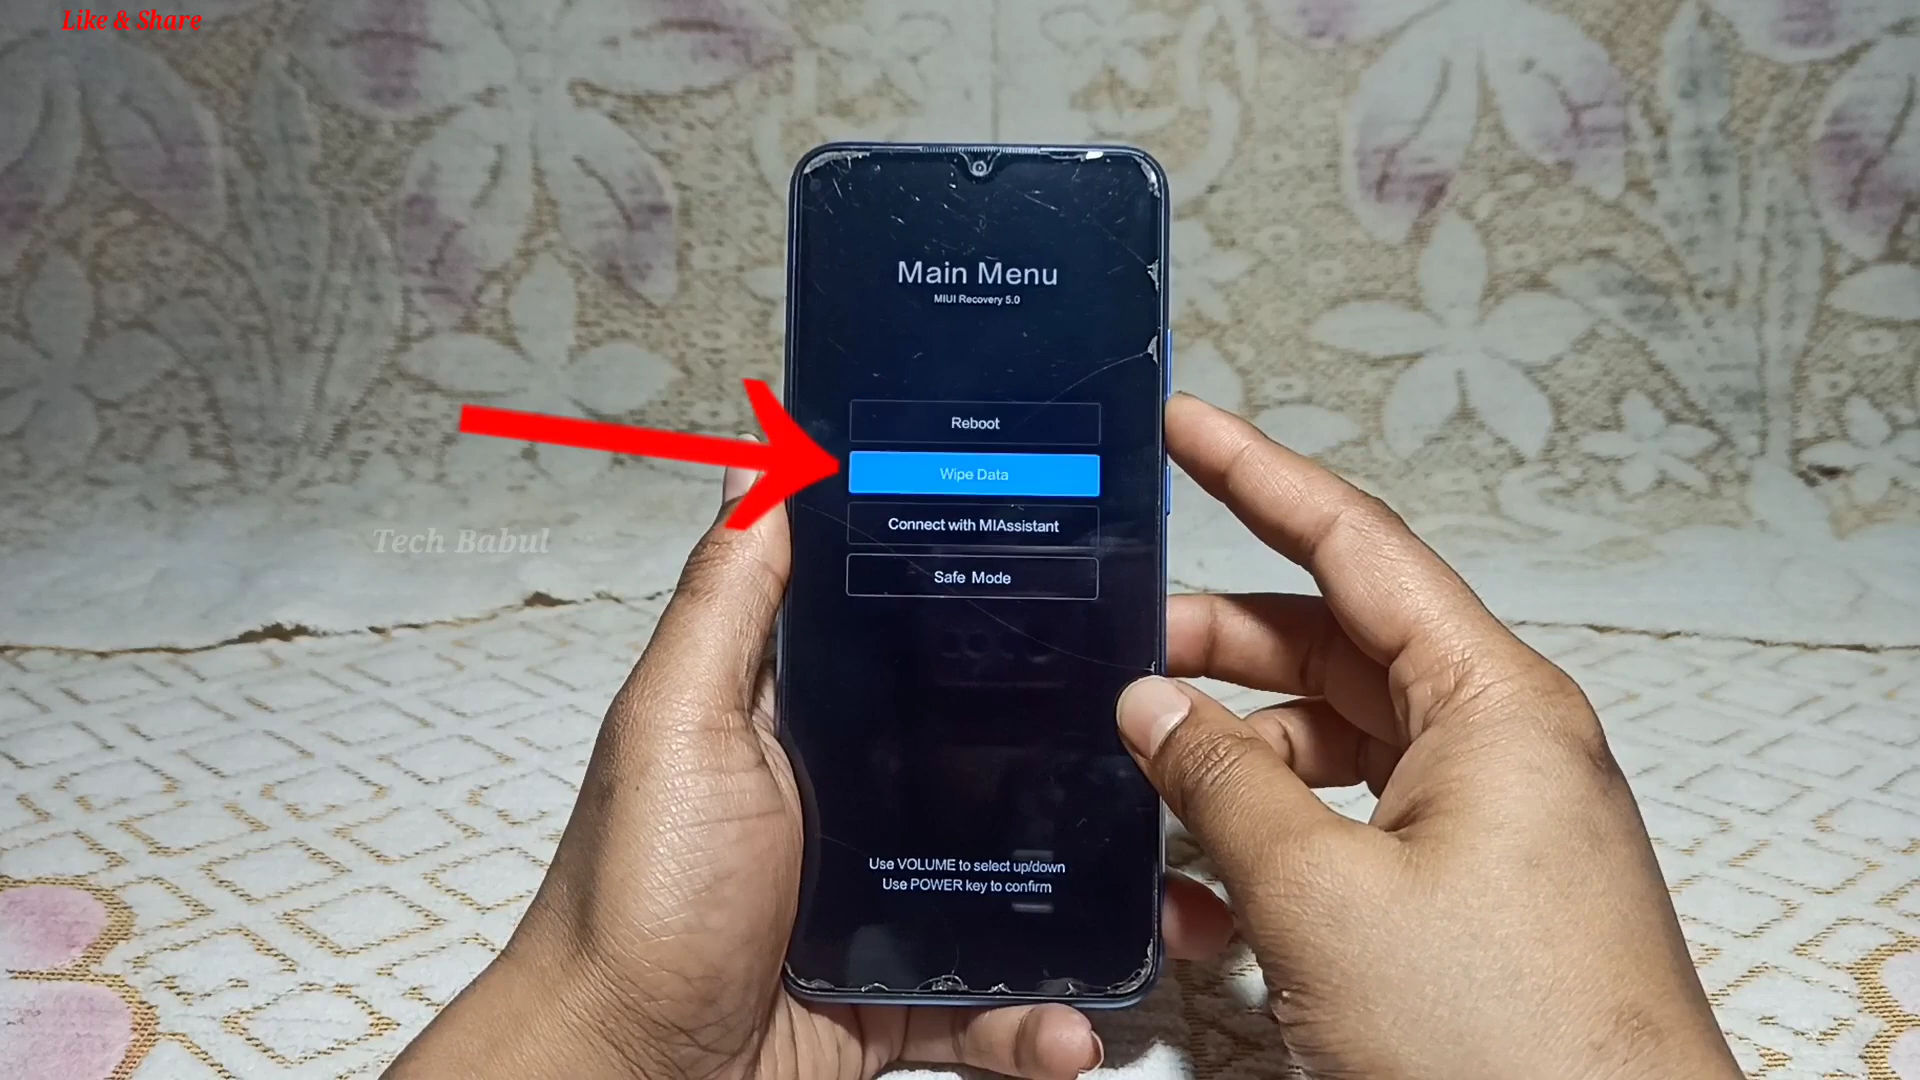 Like & Share
Main Menu
MIUI Recovery 5.0
Reboot
Wipe Data
Connect with MIAssistant
Safe Mode
Tech Babul
Use VOLUME to select up/down
Use POWER key to confirm